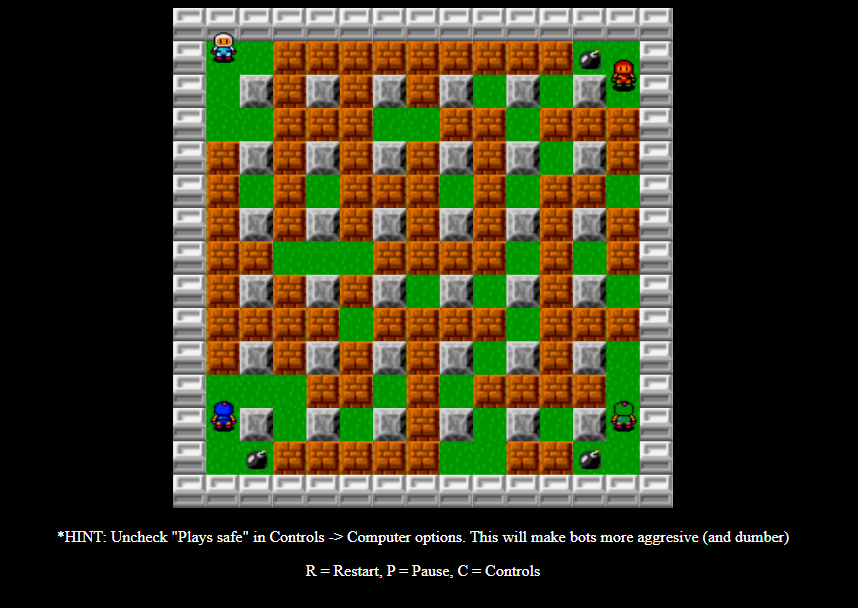 *HINT: Uncheck "Plays safe" in Controls -> Computer options. This will make bots more aggresive (and dumber)
R = Restart, P = Pause, C = Controls